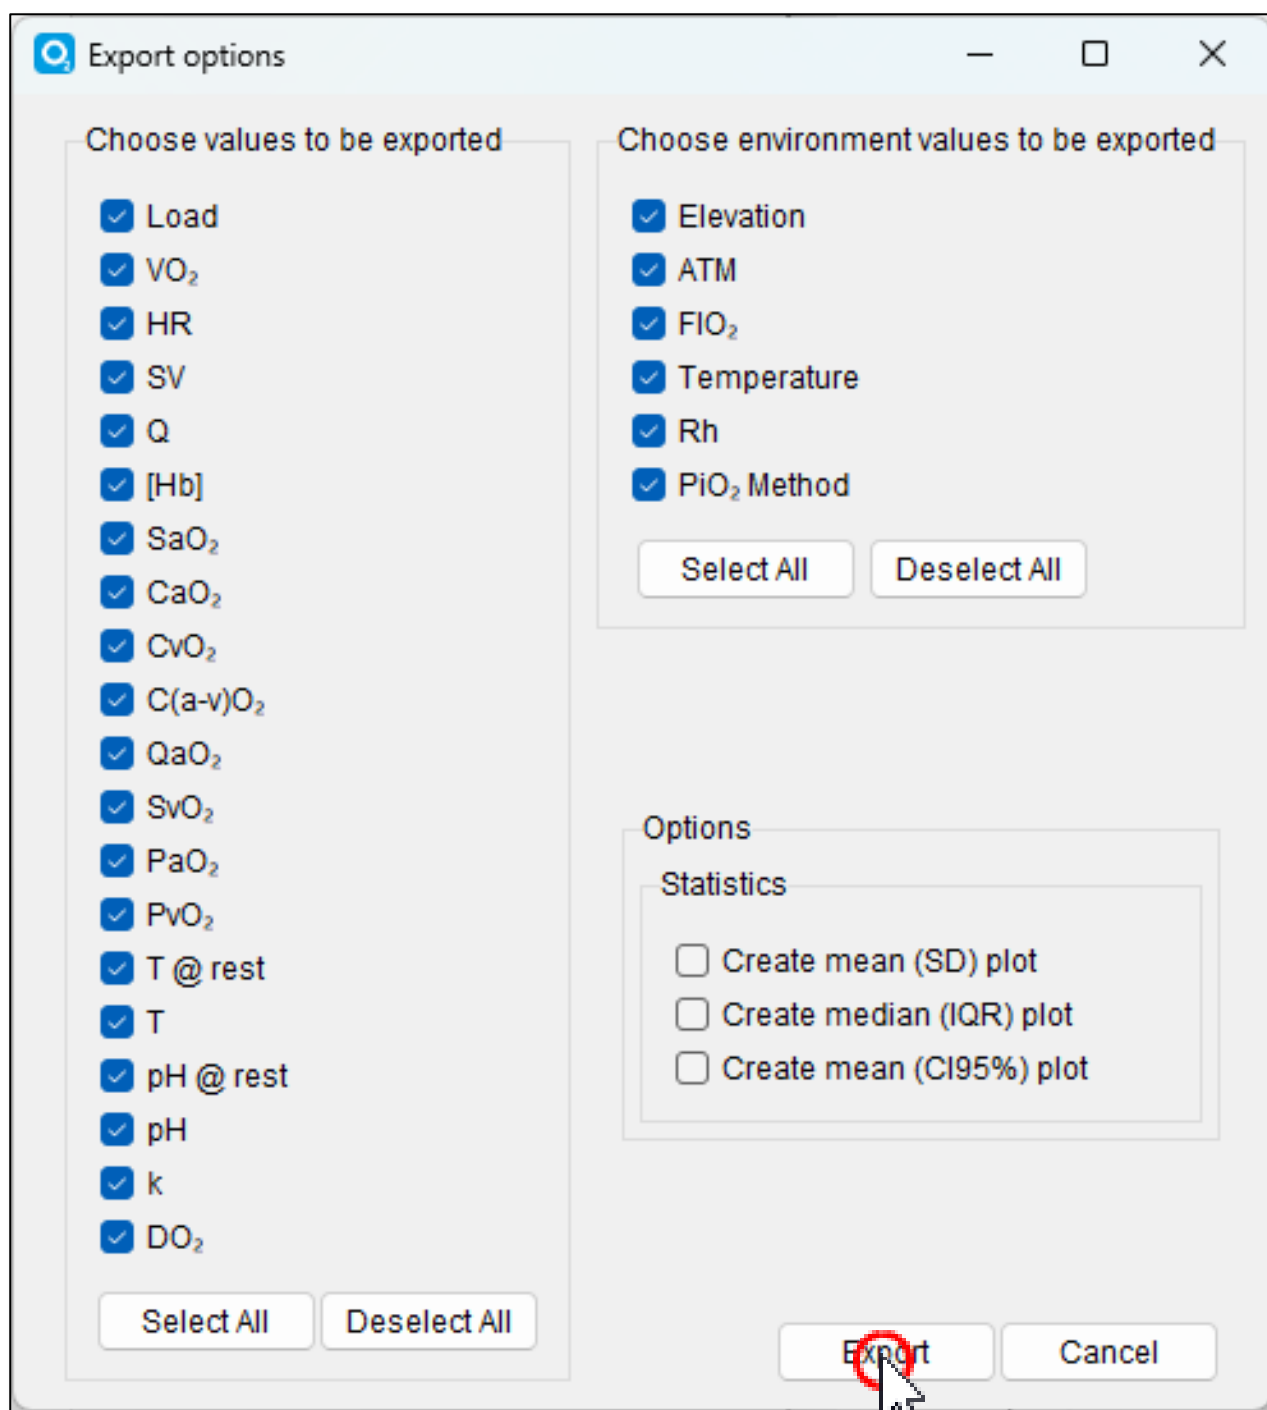 O₂ Export options
Choose values to be exported
Load
VO₂
HR
SV
Q
[Hb]
SaO₂
CaO₂
CvO₂
C(a-v)O₂
QaO₂
SvO₂
PaO₂
PvO₂
T @ rest
T
pH @ rest
pH
k
DO₂
Select All Deselect All
Choose environment values to be exported
Elevation
ATM
FIO₂
Temperature
Rh
PiO₂ Method
Select All Deselect All
Options
Statistics
Create mean (SD) plot
Create median (IQR) plot
Create mean (CI95%) plot
Export Cancel